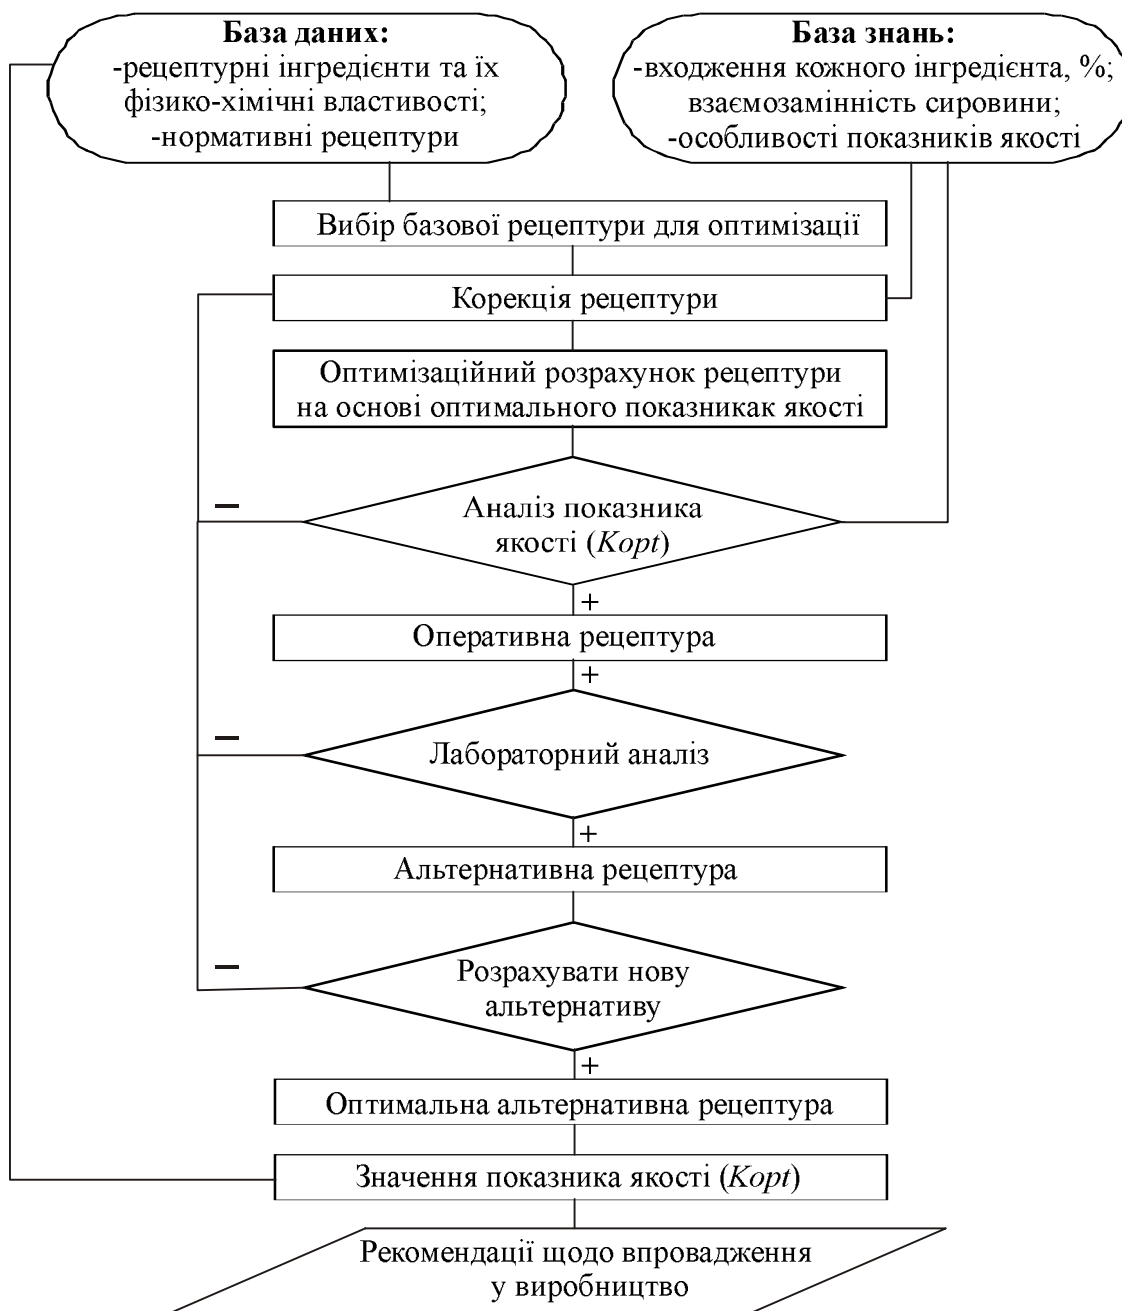 База даних:
-рецептурні інгредієнти та їх
фізико-хімічні властивості;
-нормативні рецептури
База знань:
-входження кожного інгредієнта, %;
взаємозамінність сировини;
-особливості показників якості
Вибір базової рецептури для оптимізації
Корекція рецептури
Оптимізаційний розрахунок рецептури
на основі оптимального показникак якості
Аналіз показника
якості (Kopt)
−
+
Оперативна рецептура
+
Лабораторний аналіз
−
+
Альтернативна рецептура
Розрахувати нову
альтернативу
−
+
Оптимальна альтернативна рецептура
Значення показника якості (Kopt)
Рекомендації щодо впровадження
у виробництво